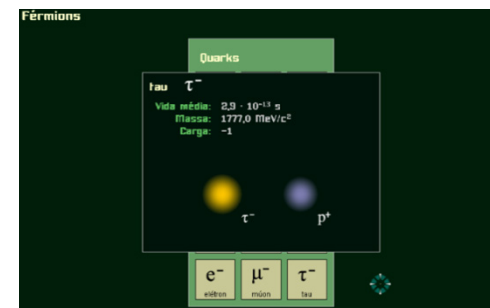 Férmions
Quarks
tau τ⁻
Vida média: 2,9 · 10⁻¹³ s
Massa: 1777,0 MeV/c²
Carga: -1
τ⁻ p⁺
e⁻ μ⁻ τ⁻
elétron múon tau